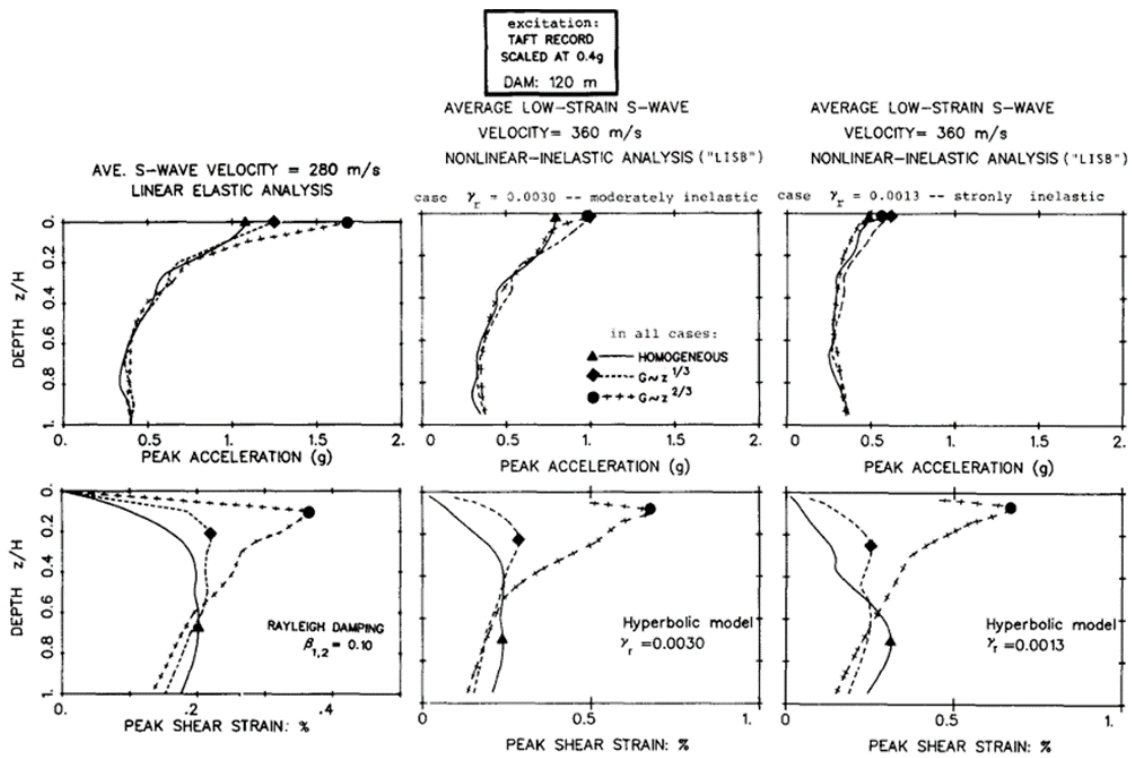 excitation:
TAFT RECORD
SCALED AT 0.4g
DAM: 120 m
AVE. S-WAVE VELOCITY = 280 m/s
LINEAR ELASTIC ANALYSIS
AVERAGE LOW-STRAIN S-WAVE
VELOCITY= 360 m/s
NONLINEAR-INELASTIC ANALYSIS ("LISB")
case γr = 0.0030 -- moderately inelastic
AVERAGE LOW-STRAIN S-WAVE
VELOCITY= 360 m/s
NONLINEAR-INELASTIC ANALYSIS ("LISB")
case γr = 0.0013 -- stronly inelastic
DEPTH z/H
0.
0.2
0.4
0.6
0.8
1.
0. 0.5 1. 1.5 2.
PEAK ACCELERATION (g)
in all cases:
HOMOGENEOUS
G~z 1/3
G~z 2/3
0 0.5 1. 1.5 2.
PEAK ACCELERATION (g)
0 0.5 1. 1.5 2.
PEAK ACCELERATION (g)
DEPTH z/H
0.
0.2
0.4
0.6
0.8
1.
RAYLEIGH DAMPING
β1,2 = 0.10
0. .2 .4
PEAK SHEAR STRAIN: %
Hyperbolic model
γr =0.0030
0 0.5 1.
PEAK SHEAR STRAIN: %
Hyperbolic model
γr =0.0013
0 0.5 1.
PEAK SHEAR STRAIN: %